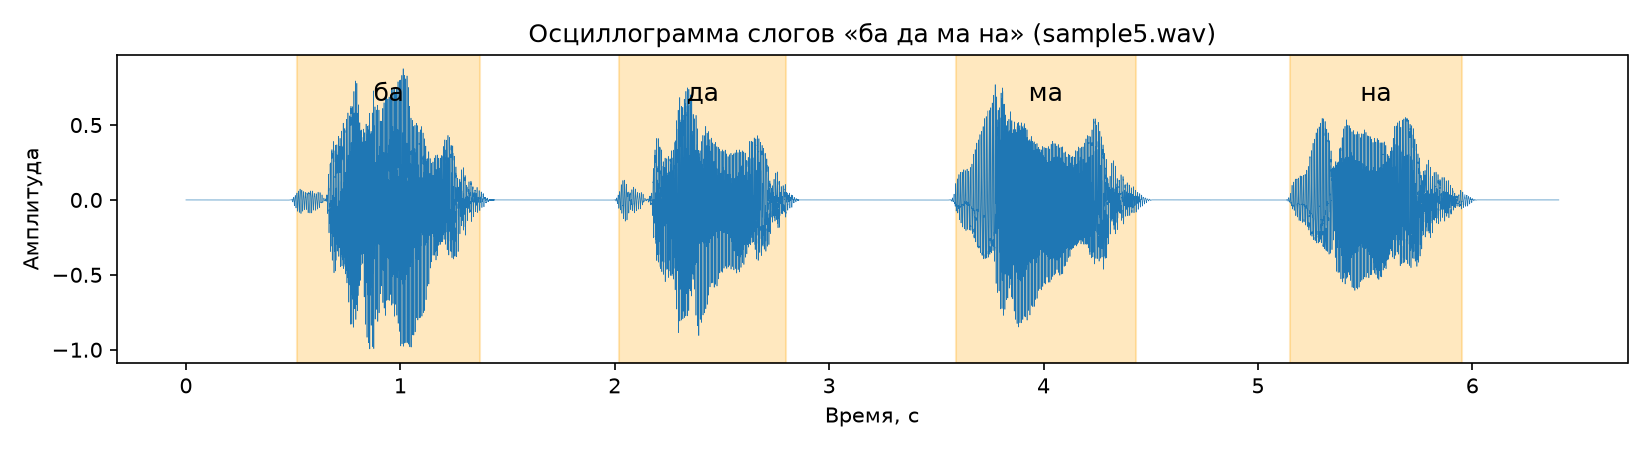 Осциллограмма слогов «ба да ма на» (sample5.wav)
ба да ма на
Амплитуда
0.5
0.0
−0.5
−1.0
0 1 2 3 4 5 6
Время, с